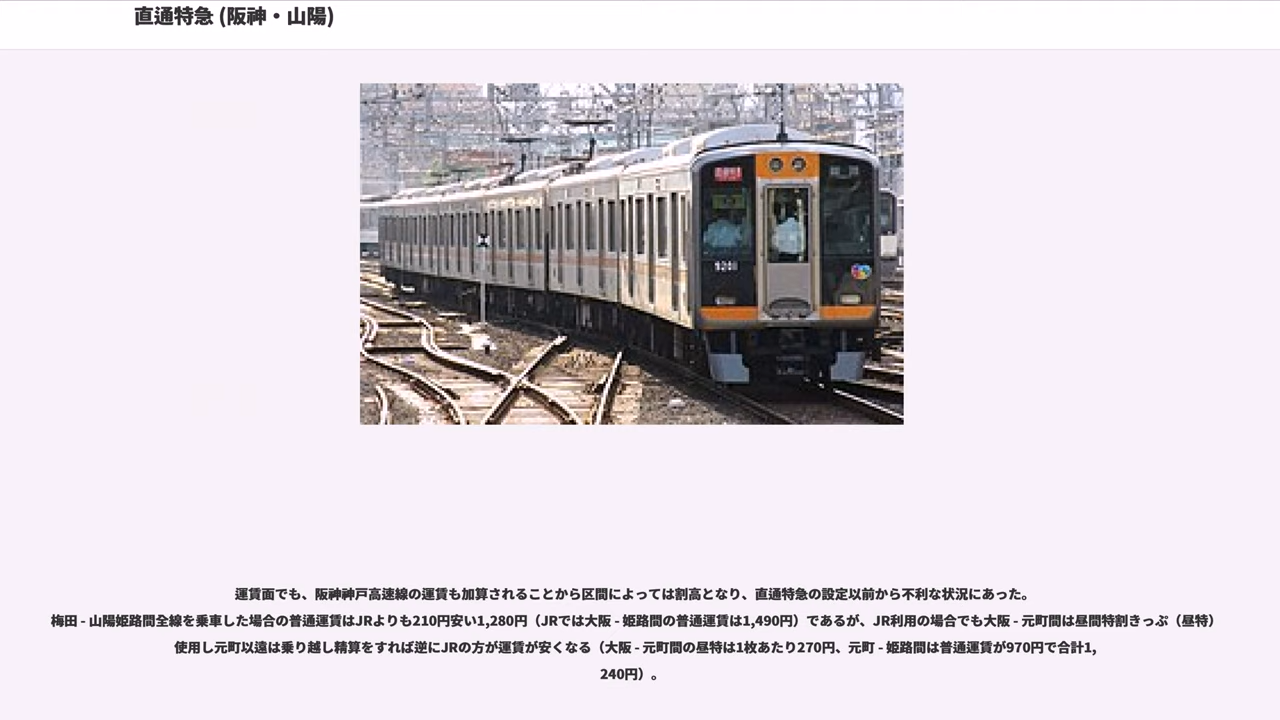 直通特急 (阪神・山陽)
9201
運賃面でも、阪神神戸高速線の運賃も加算されることから区間によっては割高となり、直通特急の設定以前から不利な状況にあった。
梅田 - 山陽姫路間全線を乗車した場合の普通運賃はJRよりも210円安い1,280円（JRでは大阪 - 姫路間の普通運賃は1,490円）であるが、JR利用の場合でも大阪 - 元町間は昼間特割きっぷ（昼特）
使用し元町以遠は乗り越し精算をすれば逆にJRの方が運賃が安くなる（大阪 - 元町間の昼特は1枚あたり270円、元町 - 姫路間は普通運賃が970円で合計1,
240円）。